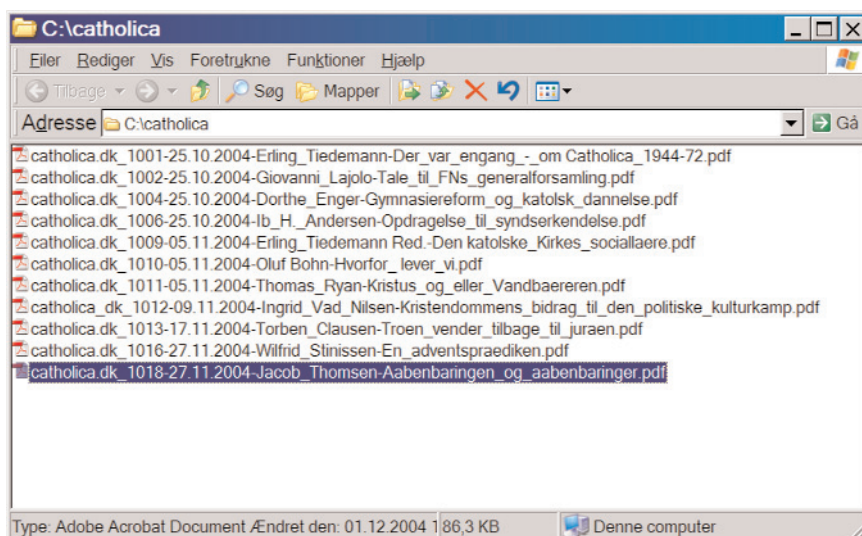 C:\catholica
Eiler Rediger Vis Foretrukne Funktioner Hjælp
Tilbage Søg Mapper
Adresse C:\catholica Gå
catholica.dk_1001-25.10.2004-Erling_Tiedemann-Der_var_engang_-_om Catholica_1944-72.pdf
catholica.dk_1002-25.10.2004-Giovanni_Lajolo-Tale_til_FNs_generalforsamling.pdf
catholica.dk_1004-25.10.2004-Dorthe_Enger-Gymnasiereform_og_katolsk_dannelse.pdf
catholica.dk_1006-25.10.2004-Ib_H._Andersen-Opdragelse_til_syndserkendelse.pdf
catholica.dk_1009-05.11.2004-Erling_Tiedemann Red.-Den katolske_Kirkes_sociallaere.pdf
catholica.dk_1010-05.11.2004-Oluf Bohn-Hvorfor_lever_vi.pdf
catholica.dk_1011-05.11.2004-Thomas_Ryan-Kristus_og_eller_Vandbaereren.pdf
catholica_dk_1012-09.11.2004-Ingrid_Vad_Nilsen-Kristendommens_bidrag_til_den_politiske_kulturkamp.pdf
catholica.dk_1013-17.11.2004-Torben_Clausen-Troen_vender_tilbage_til_juraen.pdf
catholica.dk_1016-27.11.2004-Wilfrid_Stinissen-En_adventspraediken.pdf
catholica.dk_1018-27.11.2004-Jacob_Thomsen-Aabenbaringen_og_aabenbaringer.pdf
Type: Adobe Acrobat Document Ændret den: 01.12.2004 1 86,3 KB Denne computer